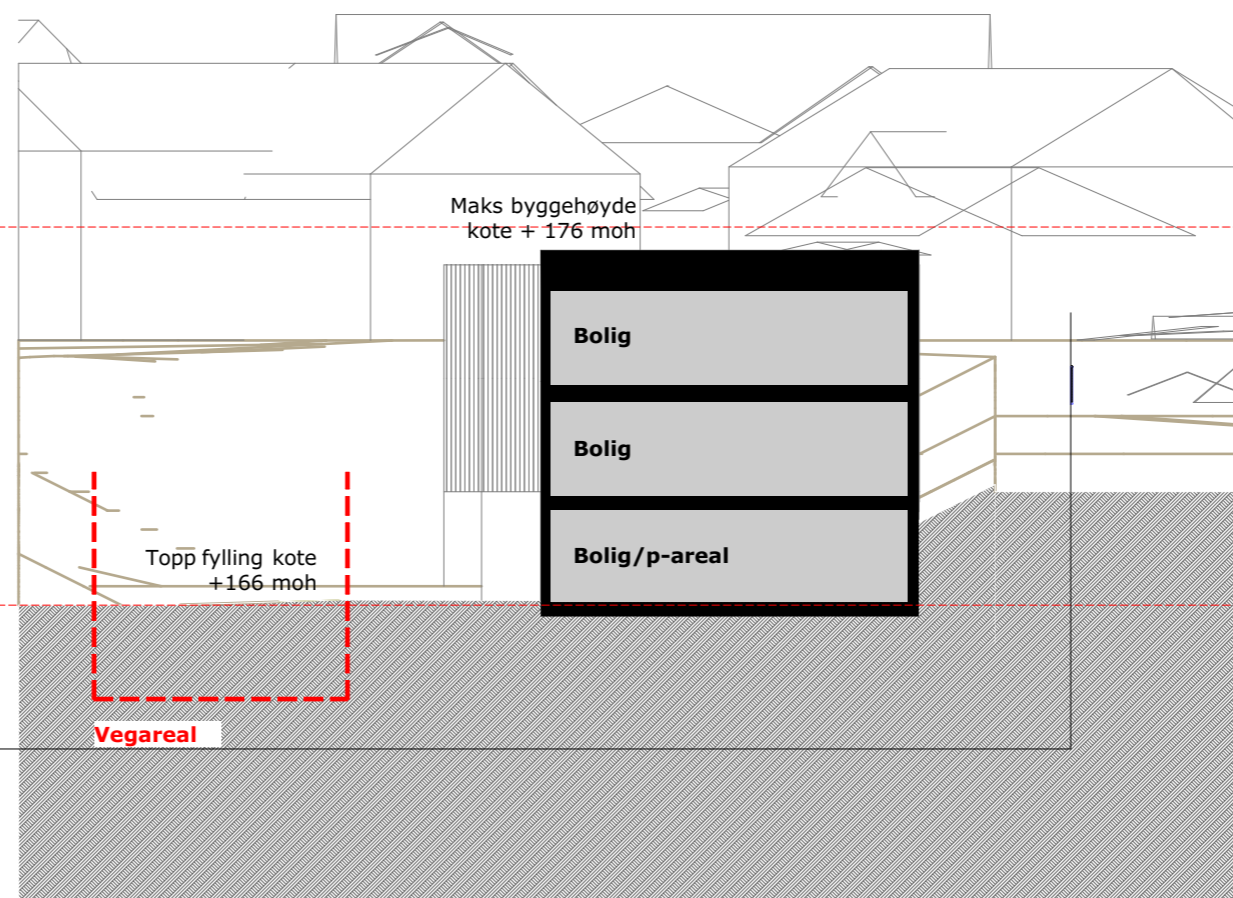 Maks byggehøyde
kote + 176 moh
Bolig
Bolig
Bolig/p-areal
Topp fylling kote
+166 moh
Vegareal